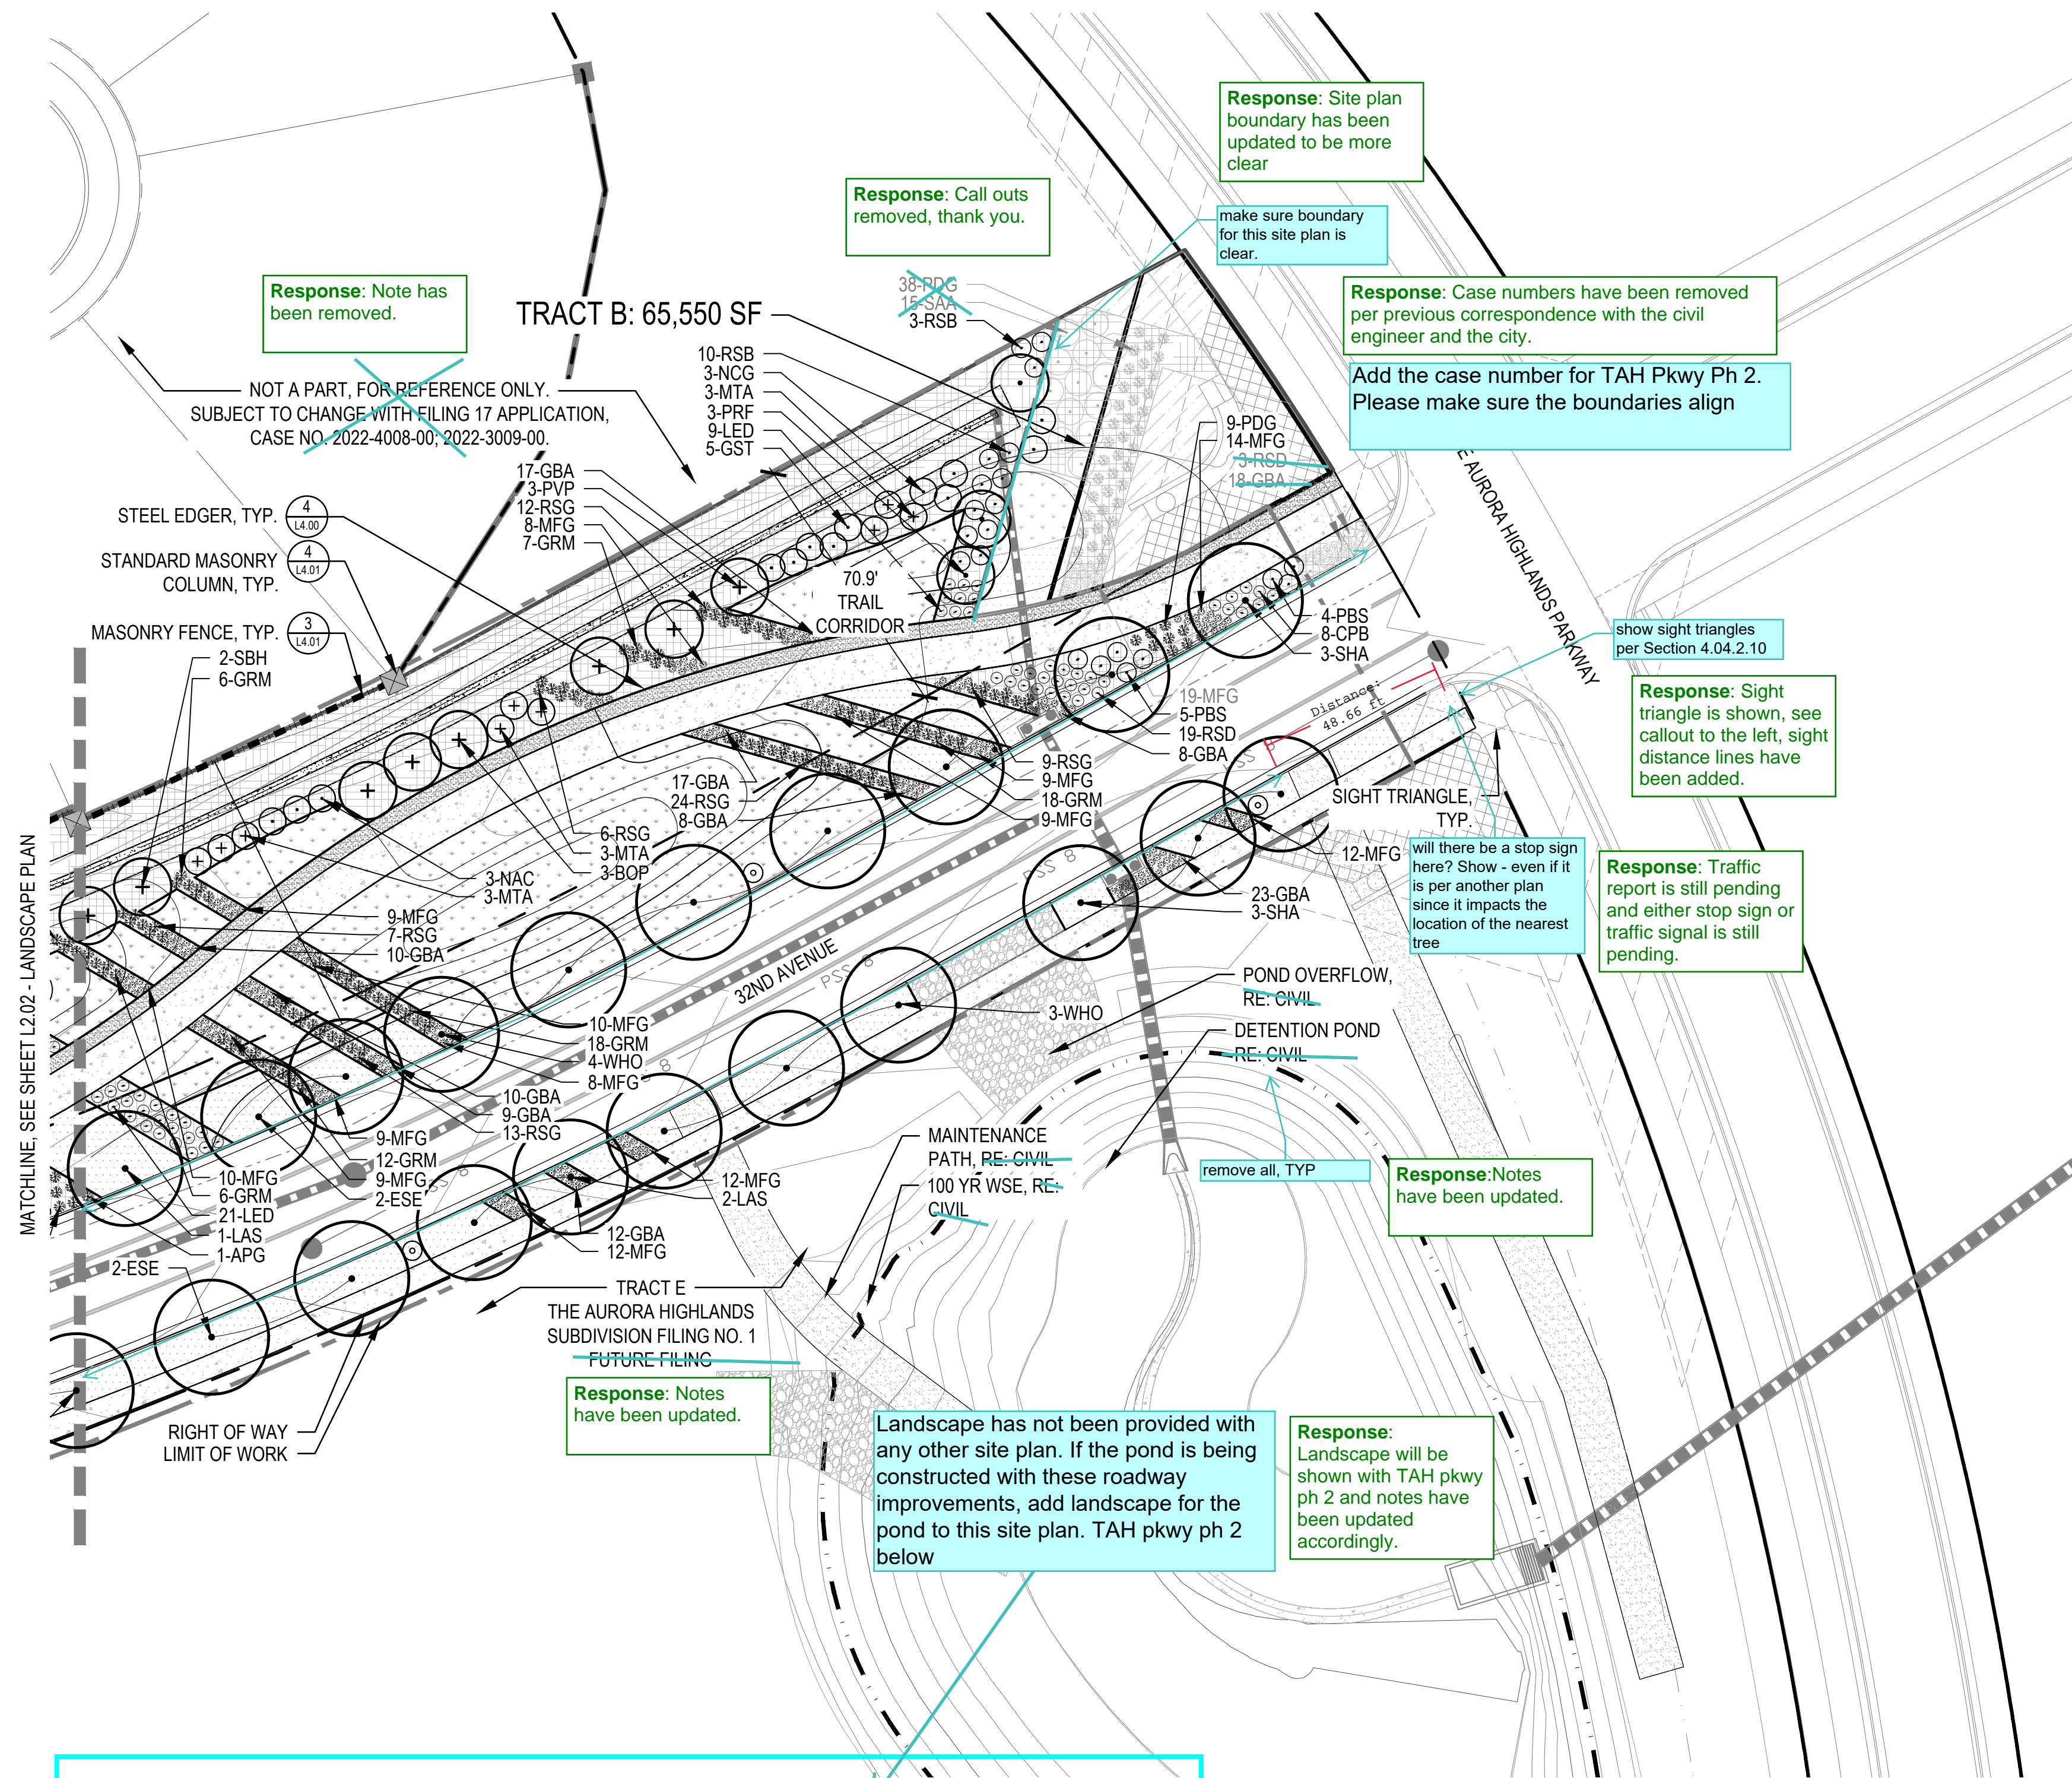 Response: Site plan
boundary has been
updated to be more
clear
Response: Call outs
removed, thank you.
make sure boundary
for this site plan is
clear.
Response: Note has
been removed.
38-PDG
15-SAA
3-RSB
TRACT B: 65,550 SF
Response: Case numbers have been removed
per previous correspondence with the civil
engineer and the city.
Add the case number for TAH Pkwy Ph 2.
Please make sure the boundaries align
NOT A PART, FOR REFERENCE ONLY.
SUBJECT TO CHANGE WITH FILING 17 APPLICATION,
CASE NO. 2022-4008-00; 2022-3009-00.
10-RSB
3-NCG
3-MTA
3-PRF
9-LED
5-GST
9-PDG
14-MFG
3-RSD
18-GBA
17-GBA
3-PVP
12-RSG
8-MFG
7-GRM
STEEL EDGER, TYP.
4
L4.00
STANDARD MASONRY
COLUMN, TYP.
4
L4.01
MASONRY FENCE, TYP.
3
L4.01
2-SBH
6-GRM
70.9'
TRAIL
CORRIDOR
E AURORA HIGHLANDS PARKWAY
4-PBS
8-CPB
3-SHA
show sight triangles
per Section 4.04.2.10
Response: Sight
triangle is shown, see
callout to the left, sight
distance lines have
been added.
19-MFG
5-PBS
19-RSD
8-GBA
Distance:
48.66 ft
9-RSG
9-MFG
18-GRM
9-MFG
17-GBA
24-RSG
8-GBA
SIGHT TRIANGLE,
TYP.
6-RSG
3-MTA
3-BOP
12-MFG
will there be a stop sign
here? Show - even if it
is per another plan
since it impacts the
location of the nearest
tree
Response: Traffic
report is still pending
and either stop sign or
traffic signal is still
pending.
3-NAC
3-MTA
23-GBA
3-SHA
9-MFG
7-RSG
10-GBA
MATCHLINE, SEE SHEET L2.02 - LANDSCAPE PLAN
32ND AVENUE
PSS 8
PSS 8
POND OVERFLOW,
RE: CIVIL
3-WHO
DETENTION POND
RE: CIVIL
10-MFG
18-GRM
4-WHO
8-MFG
10-GBA
9-GBA
13-RSG
9-MFG
12-GRM
9-MFG
2-ESE
MAINTENANCE
PATH, RE: CIVIL
100 YR WSE, RE:
CIVIL
remove all, TYP
Response:Notes
have been updated.
10-MFG
6-GRM
21-LED
1-LAS
1-APG
12-MFG
2-LAS
12-GBA
12-MFG
2-ESE
TRACT E
THE AURORA HIGHLANDS
SUBDIVISION FILING NO. 1
FUTURE FILING
Response: Notes
have been updated.
RIGHT OF WAY
LIMIT OF WORK
Landscape has not been provided with
any other site plan. If the pond is being
constructed with these roadway
improvements, add landscape for the
pond to this site plan. TAH pkwy ph 2
below
Response:
Landscape will be
shown with TAH pkwy
ph 2 and notes have
been updated
accordingly.